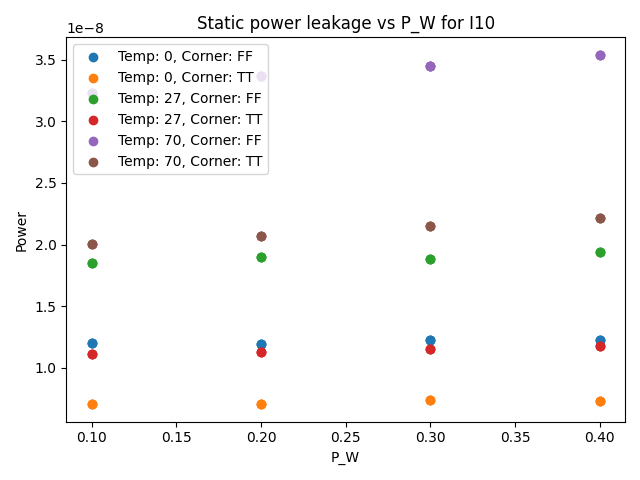 Static power leakage vs P_W for I10
1e−8
Temp: 0, Corner: FF
Temp: 0, Corner: TT
Temp: 27, Corner: FF
Temp: 27, Corner: TT
Temp: 70, Corner: FF
Temp: 70, Corner: TT
3.5
3.0
2.5
2.0
1.5
1.0
Power
0.10 0.15 0.20 0.25 0.30 0.35 0.40
P_W